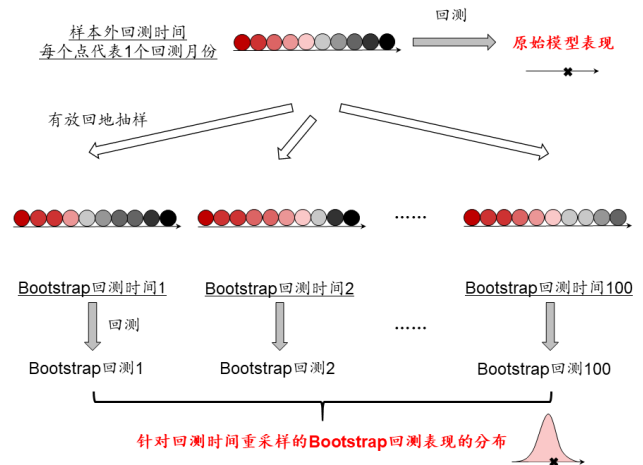 样本外回测时间
每个点代表1个回测月份
回测
原始模型表现
有放回地抽样
……
Bootstrap回测时间1
Bootstrap回测时间2
Bootstrap回测时间100
回测
……
Bootstrap回测1
Bootstrap回测2
Bootstrap回测100
针对回测时间重采样的Bootstrap回测表现的分布